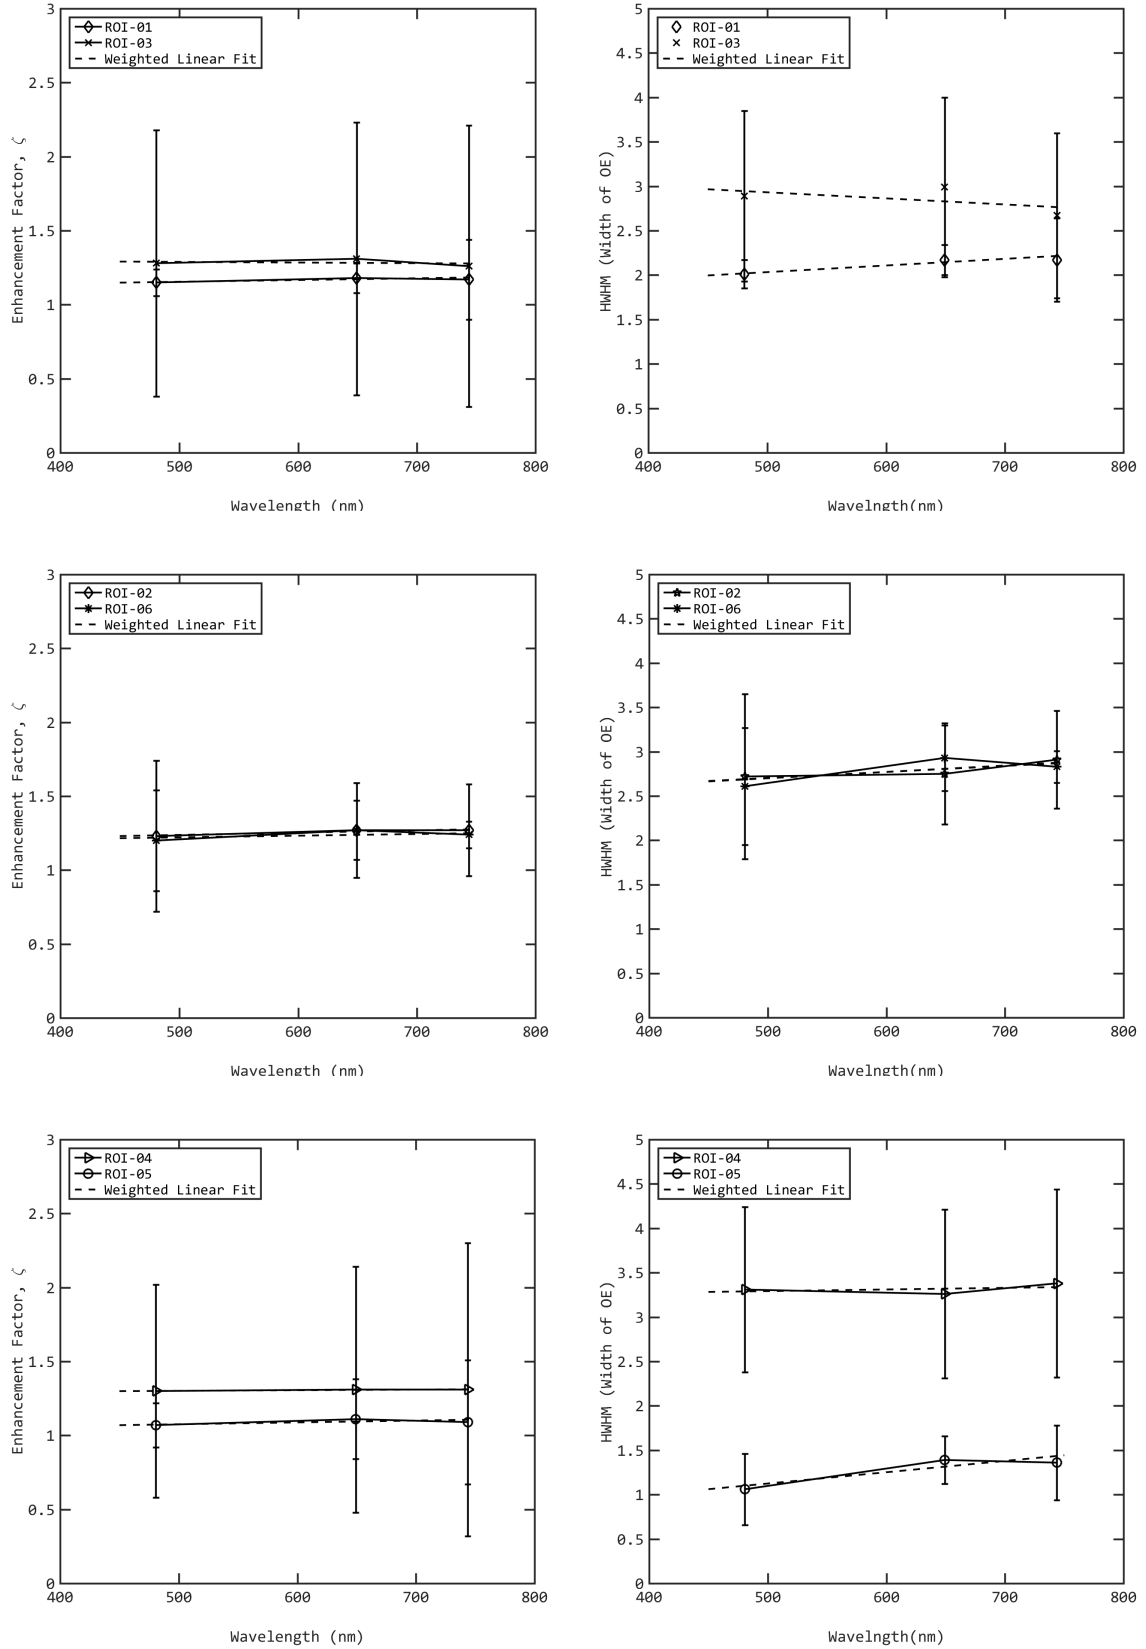 3
2.5
2
1.5
1
0.5
0
400 500 600 700 800
Enhancement Factor, ζ
Wavelength (nm)
ROI-01
ROI-03
Weighted Linear Fit
5
4.5
4
3.5
3
2.5
2
1.5
1
0.5
0
400 500 600 700 800
HWHM (Width of OE)
Wavelngth(nm)
ROI-01
ROI-03
Weighted Linear Fit
3
2.5
2
1.5
1
0.5
0
400 500 600 700 800
Enhancement Factor, ζ
Wavelength (nm)
ROI-02
ROI-06
Weighted Linear Fit
5
4.5
4
3.5
3
2.5
2
1.5
1
0.5
0
400 500 600 700 800
HWHM (Width of OE)
Wavelngth(nm)
ROI-02
ROI-06
Weighted Linear Fit
3
2.5
2
1.5
1
0.5
0
400 500 600 700 800
Enhancement Factor, ζ
Wavelength (nm)
ROI-04
ROI-05
Weighted Linear Fit
5
4.5
4
3.5
3
2.5
2
1.5
1
0.5
0
400 500 600 700 800
HWHM (Width of OE)
Wavelngth(nm)
ROI-04
ROI-05
Weighted Linear Fit